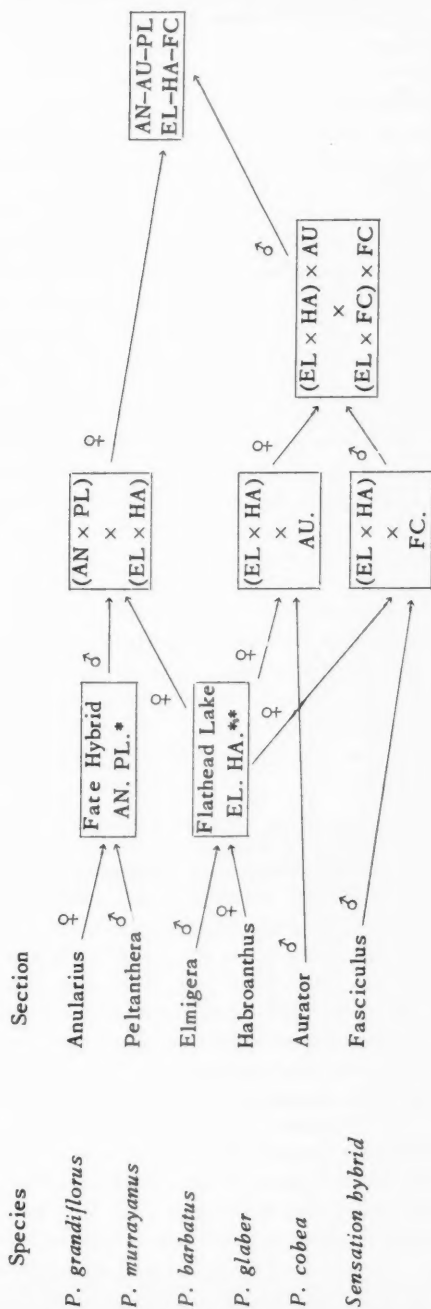 Species Section
P. grandiflorus Anularius
P. murrayanus Peltanthera
P. barbatus Elmigera
P. glaber Habroanthus
P. cobea Aurator
Sensation hybrid Fasciculus
♀
♂
♂
♀
♂
♂
Fate Hybrid
AN. PL.*
Flathead Lake
EL. HA.**
♂
♀
♀
♀
(AN × PL)
×
(EL × HA)
(EL × HA)
×
AU.
(EL × HA)
×
FC.
♀
♀
♂
(EL × HA) × AU
×
(EL × FC) × FC
♂
AN–AU–PL
EL–HA–FC